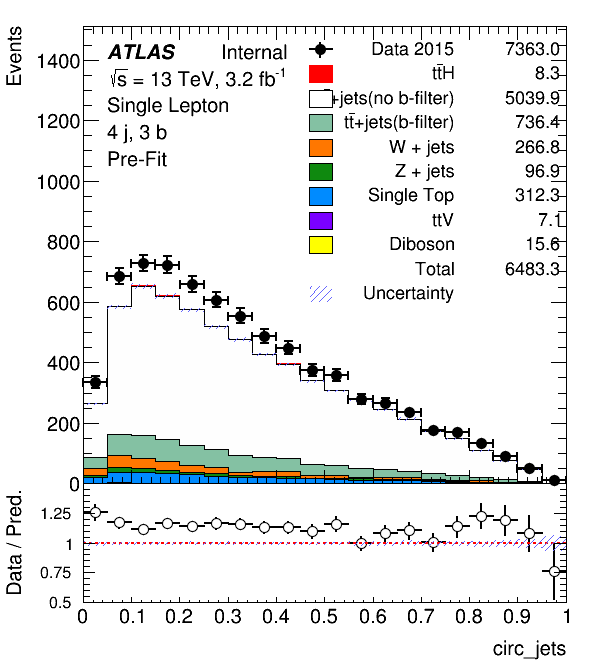 Events
1400
1200
1000
800
600
400
200
0
ATLAS Internal
√s = 13 TeV, 3.2 fb⁻¹
Single Lepton
4 j, 3 b
Pre-Fit
Data 2015 7363.0
tt̄H 8.3
+jets(no b-filter) 5039.9
tt̄+jets(b-filter) 736.4
W + jets 266.8
Z + jets 96.9
Single Top 312.3
ttV 7.1
Diboson 15.6
Total 6483.3
Uncertainty
Data / Pred.
1.25
1
0.75
0.5
0 0.1 0.2 0.3 0.4 0.5 0.6 0.7 0.8 0.9 1
circ_jets